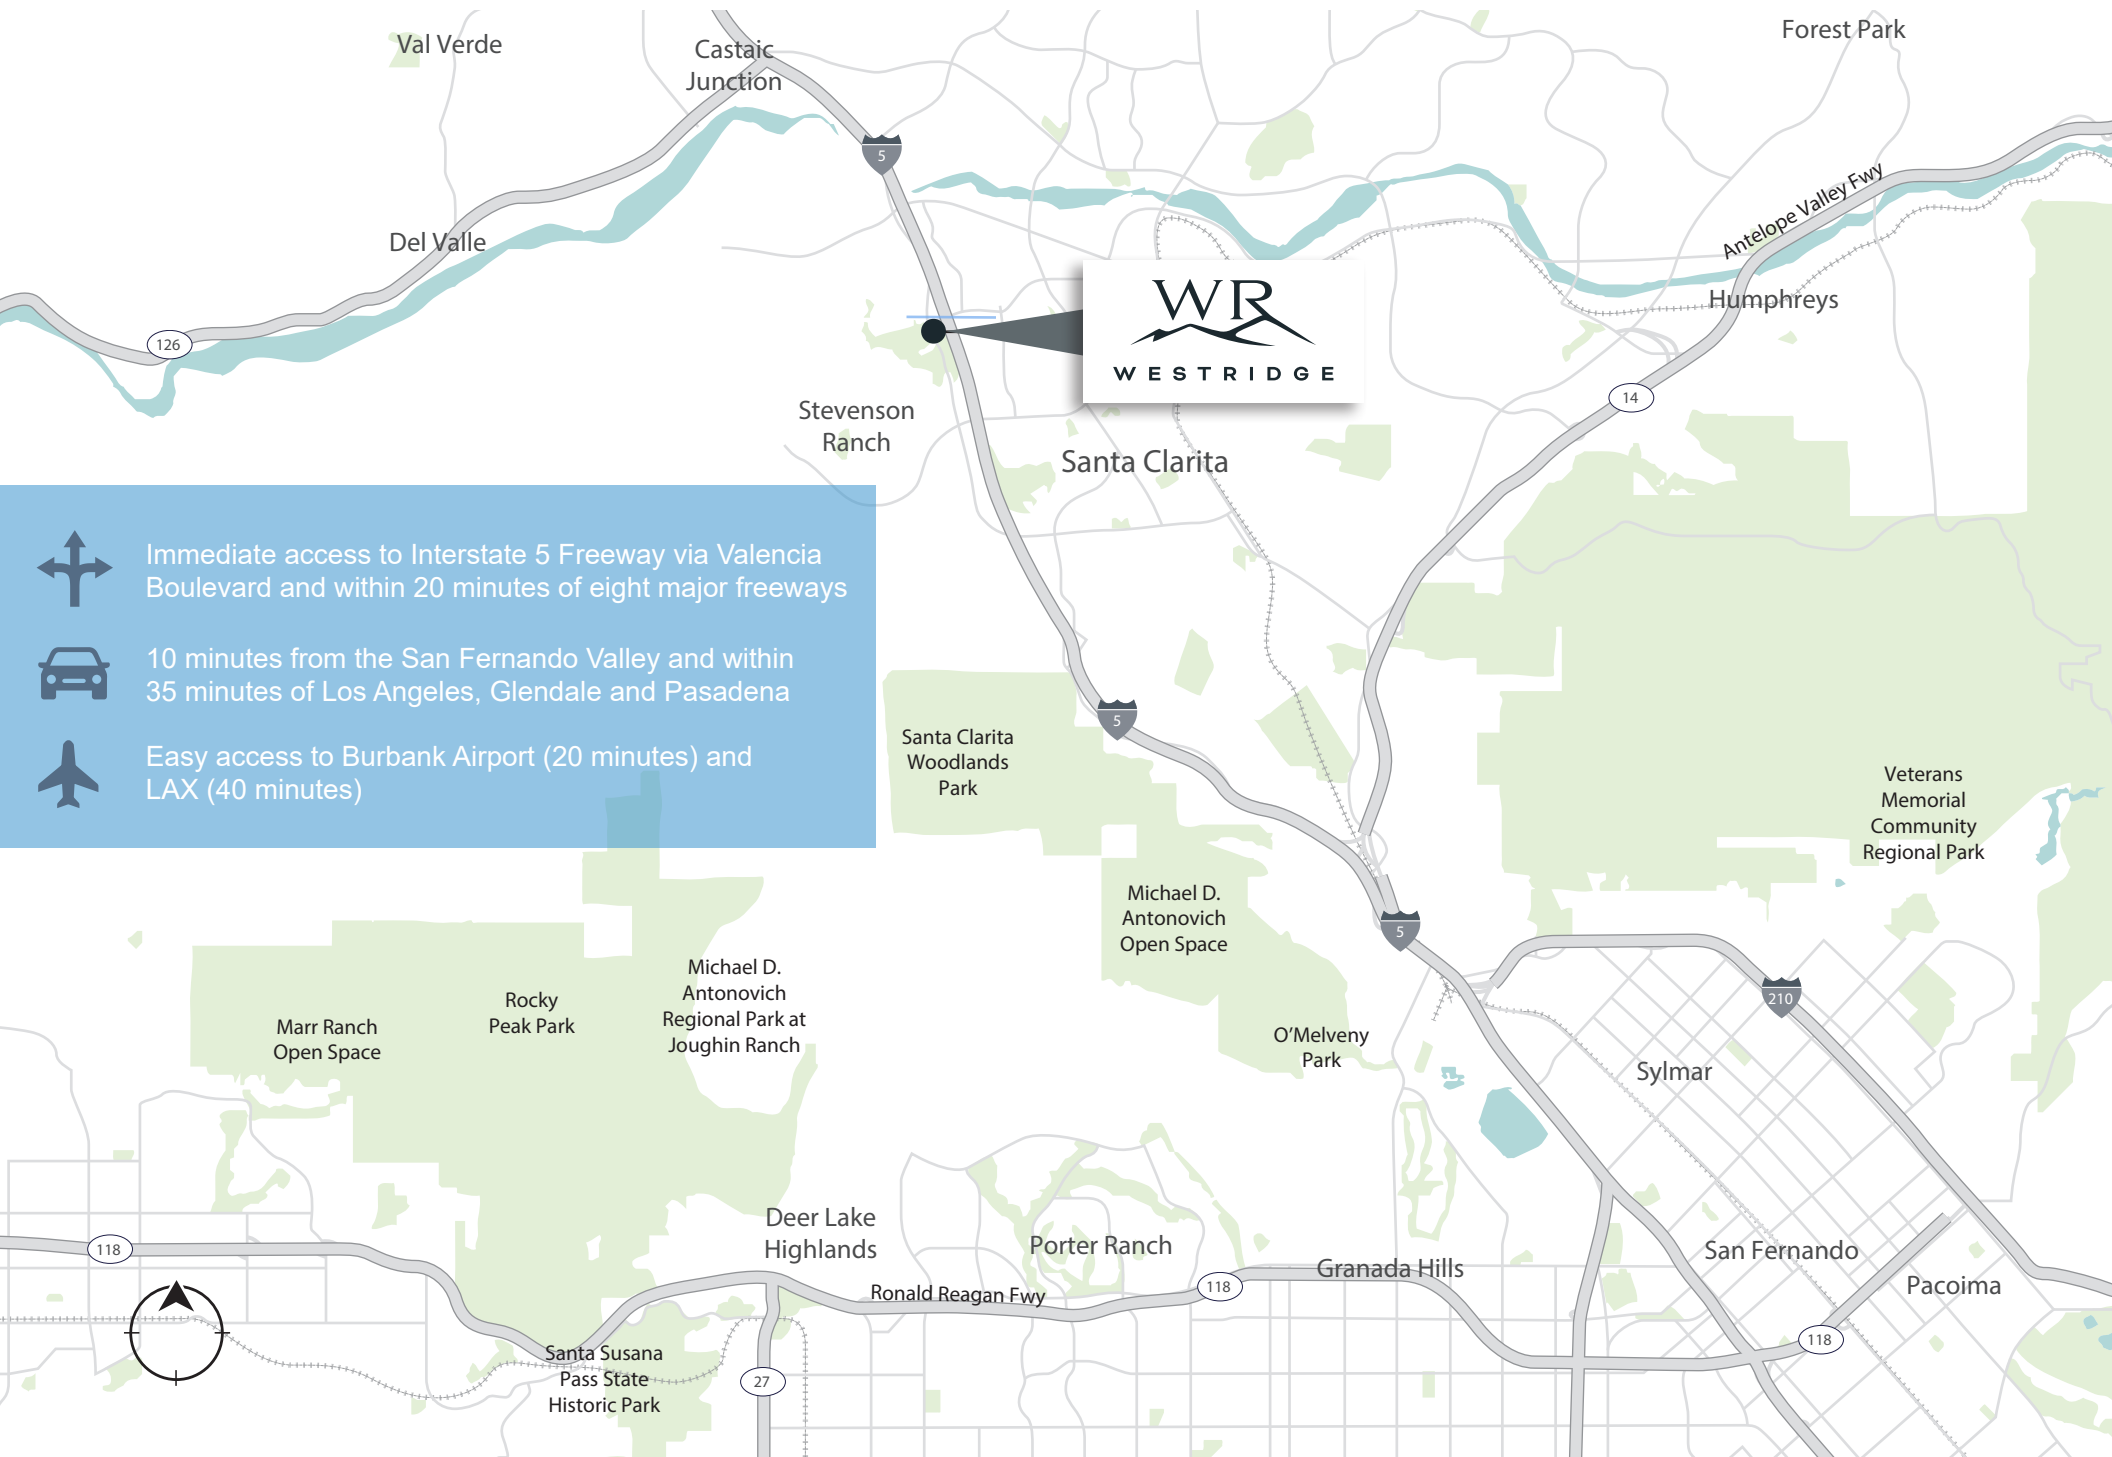 Val Verde
Castaic
Junction
Forest Park
5
Antelope Valley Fwy
Del Valle
Humphreys
WR
WESTRIDGE
126
14
Stevenson
Ranch
Santa Clarita
Immediate access to Interstate 5 Freeway via Valencia
Boulevard and within 20 minutes of eight major freeways
10 minutes from the San Fernando Valley and within
35 minutes of Los Angeles, Glendale and Pasadena
Easy access to Burbank Airport (20 minutes) and
LAX (40 minutes)
5
Santa Clarita
Woodlands
Park
Veterans
Memorial
Community
Regional Park
Michael D.
Antonovich
Open Space
5
Michael D.
Antonovich
Regional Park at
Joughin Ranch
Rocky
Peak Park
Marr Ranch
Open Space
210
O'Melveny
Park
Sylmar
Deer Lake
Highlands
Porter Ranch
118
Granada Hills
San Fernando
Pacoima
Ronald Reagan Fwy
118
118
Santa Susana
Pass State
Historic Park
27